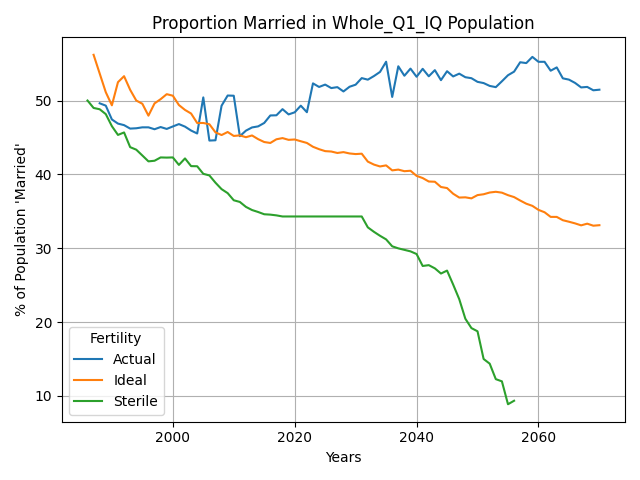 Proportion Married in Whole_Q1_IQ Population
% of Population 'Married'
50
40
30
20
10
Fertility
Actual
Ideal
Sterile
2000
2020
2040
2060
Years